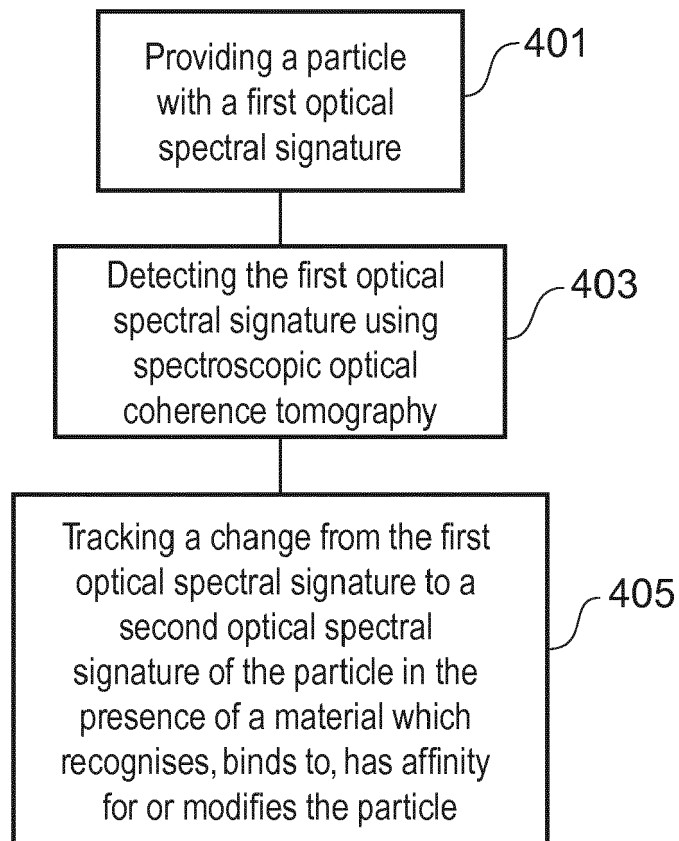 Providing a particle
with a first optical
spectral signature
401
Detecting the first optical
spectral signature using
spectroscopic optical
coherence tomography
403
Tracking a change from the first
optical spectral signature to a
second optical spectral
signature of the particle in the
presence of a material which
recognises, binds to, has affinity
for or modifies the particle
405